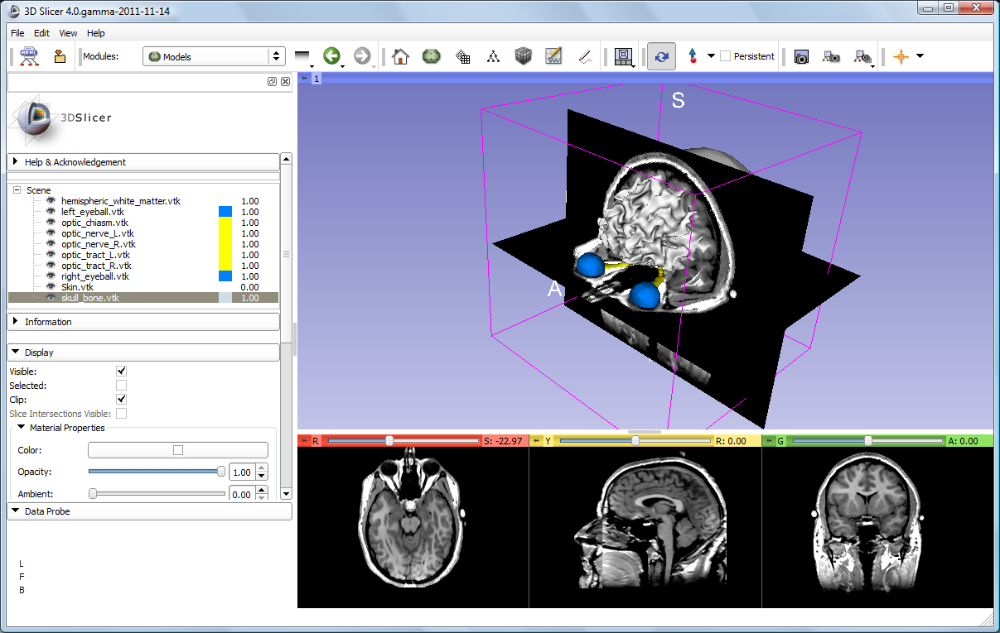 3D Slicer 4.0.gamma-2011-11-14
File Edit View Help
Modules: Models Persistent
1
3DSlicer
Help & Acknowledgement
Scene
hemispheric_white_matter.vtk 1.00
left_eyeball.vtk 1.00
optic_chiasm.vtk 1.00
optic_nerve_L.vtk 1.00
optic_nerve_R.vtk 1.00
optic_tract_L.vtk 1.00
optic_tract_R.vtk 1.00
right_eyeball.vtk 1.00
Skin.vtk 0.00
skull_bone.vtk 1.00
Information
Display
Visible:
Selected:
Clip:
Slice Intersections Visible:
Material Properties
Color:
Opacity: 1.00
Ambient: 0.00
Data Probe
L
F
B
S
A
R S: -22.97
Y R: 0.00
G A: 0.00